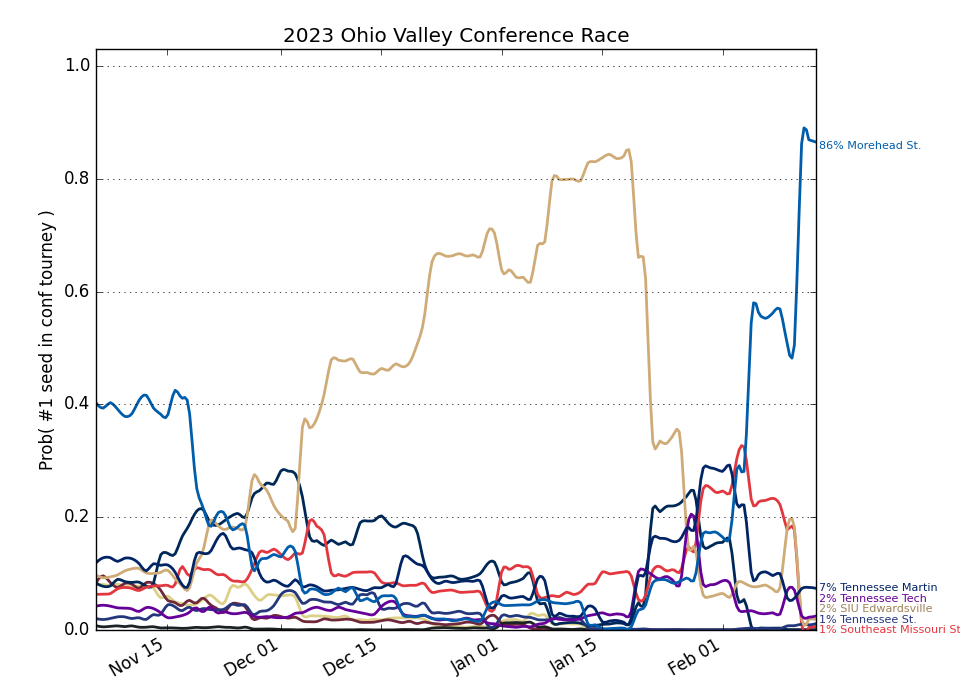 2023 Ohio Valley Conference Race
Prob( #1 seed in conf tourney )
1.0
0.8
0.6
0.4
0.2
0.0
Nov 15
Dec 01
Dec 15
Jan 01
Jan 15
Feb 01
86% Morehead St.
7% Tennessee Martin
2% Tennessee Tech
2% SIU Edwardsville
1% Tennessee St.
1% Southeast Missouri St